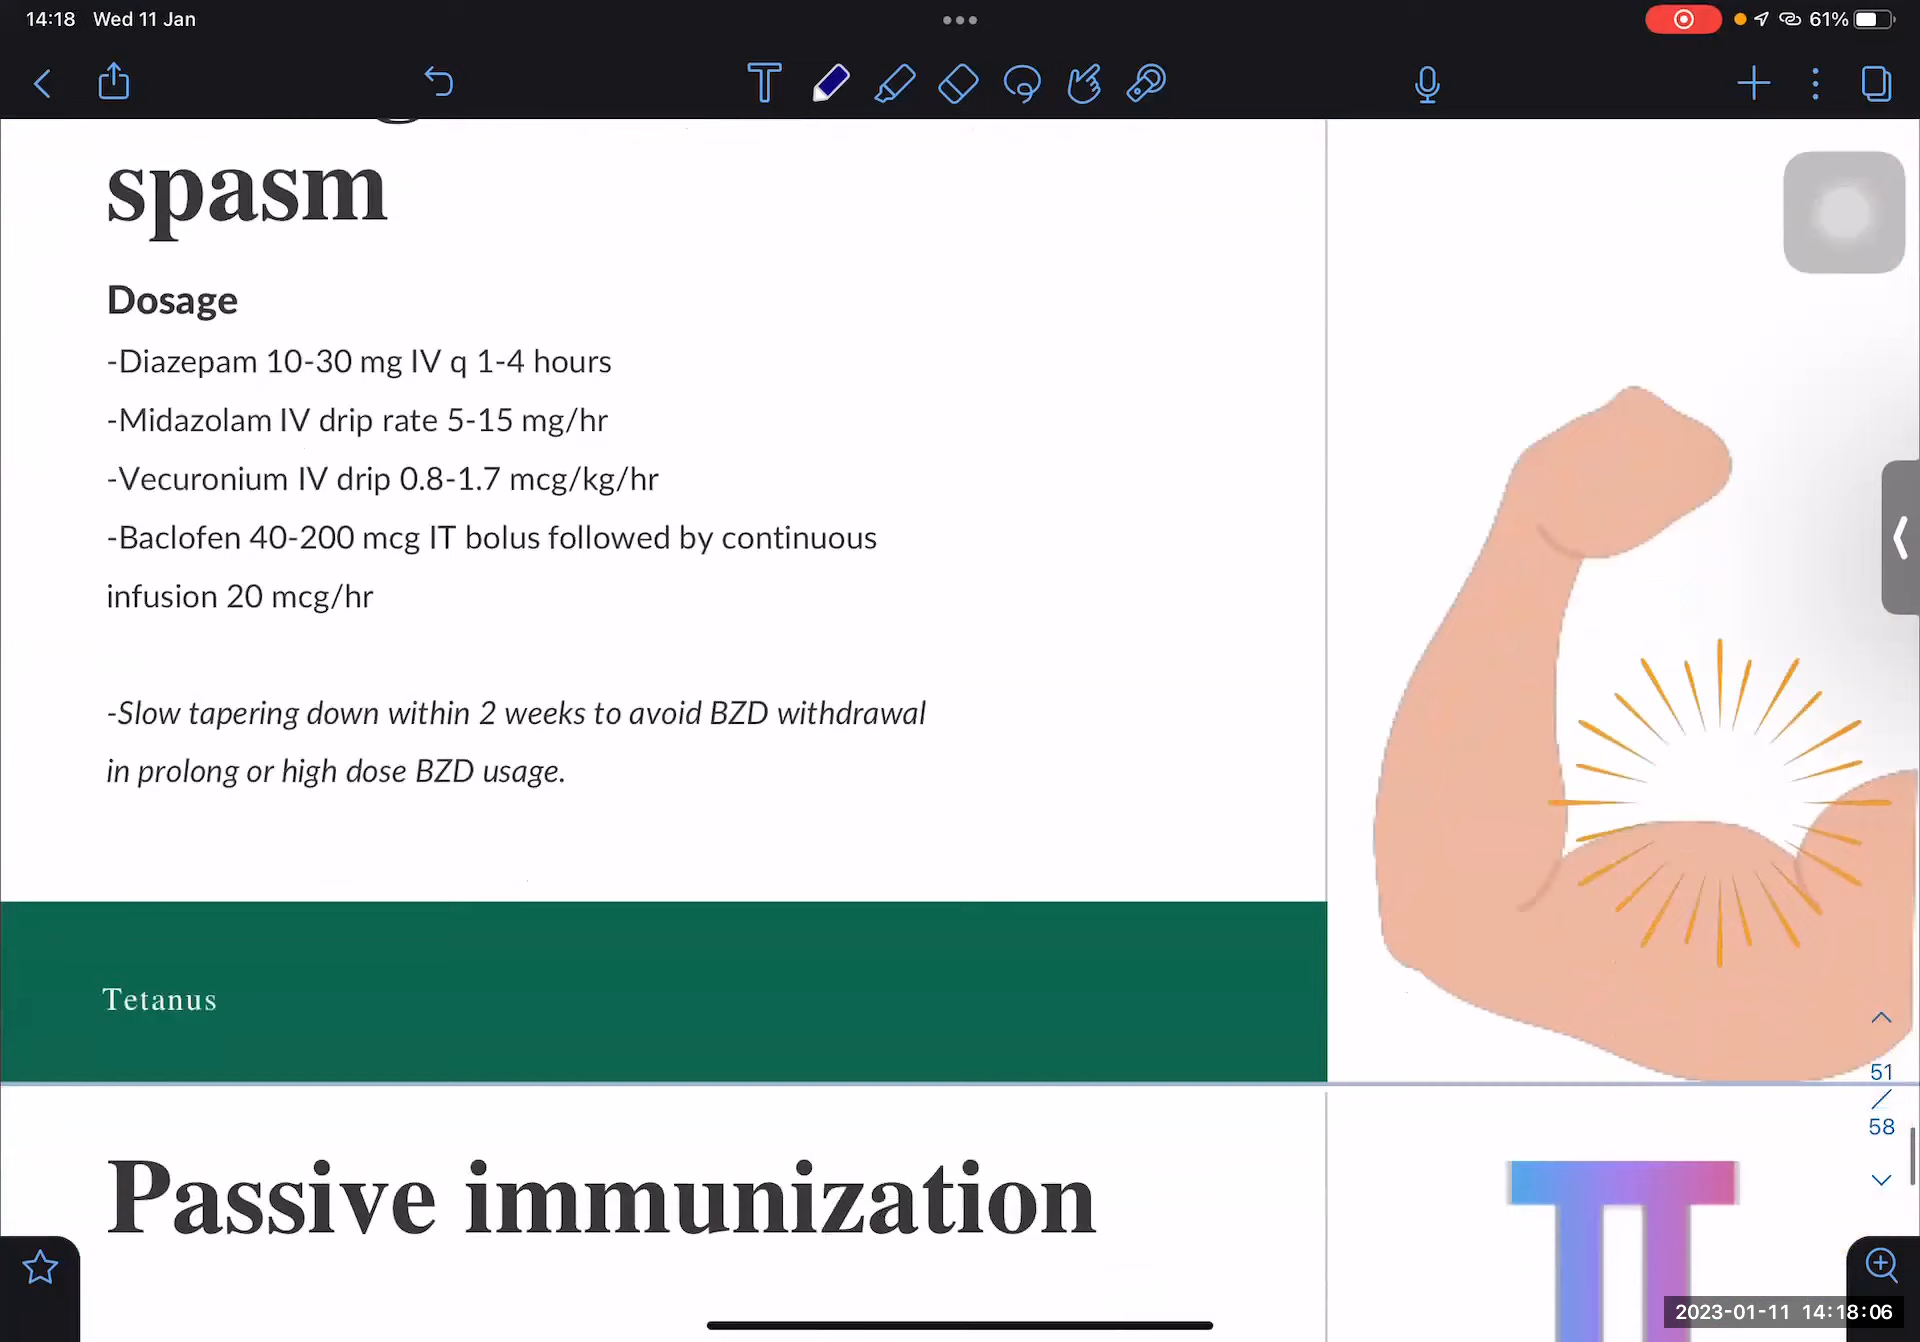 14:18 Wed 11 Jan
61%
spasm
Dosage
-Diazepam 10-30 mg IV q 1-4 hours
-Midazolam IV drip rate 5-15 mg/hr
-Vecuronium IV drip 0.8-1.7 mcg/kg/hr
-Baclofen 40-200 mcg IT bolus followed by continuous
infusion 20 mcg/hr
-Slow tapering down within 2 weeks to avoid BZD withdrawal
in prolong or high dose BZD usage.
Tetanus
51
/
58
Passive immunization
2023-01-11 14:18:06